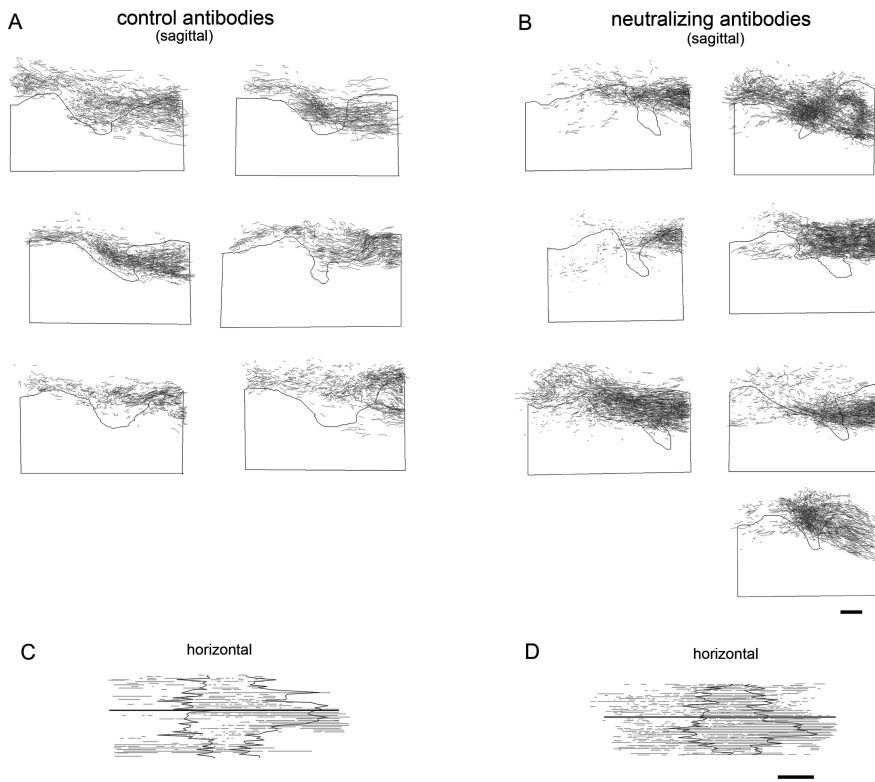 A
control antibodies
(sagittal)
B
neutralizing antibodies
(sagittal)
C
horizontal
D
horizontal